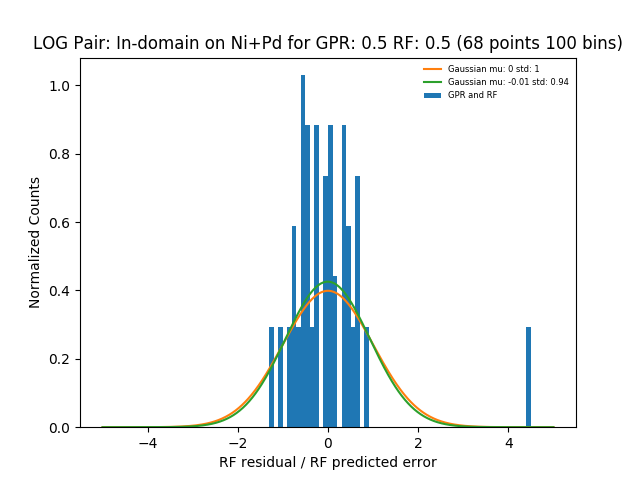 LOG Pair: In-domain on Ni+Pd for GPR: 0.5 RF: 0.5 (68 points 100 bins)
Gaussian mu: 0 std: 1
Gaussian mu: -0.01 std: 0.94
GPR and RF
Normalized Counts
1.0
0.8
0.6
0.4
0.2
0.0
−4
−2
0
2
4
RF residual / RF predicted error